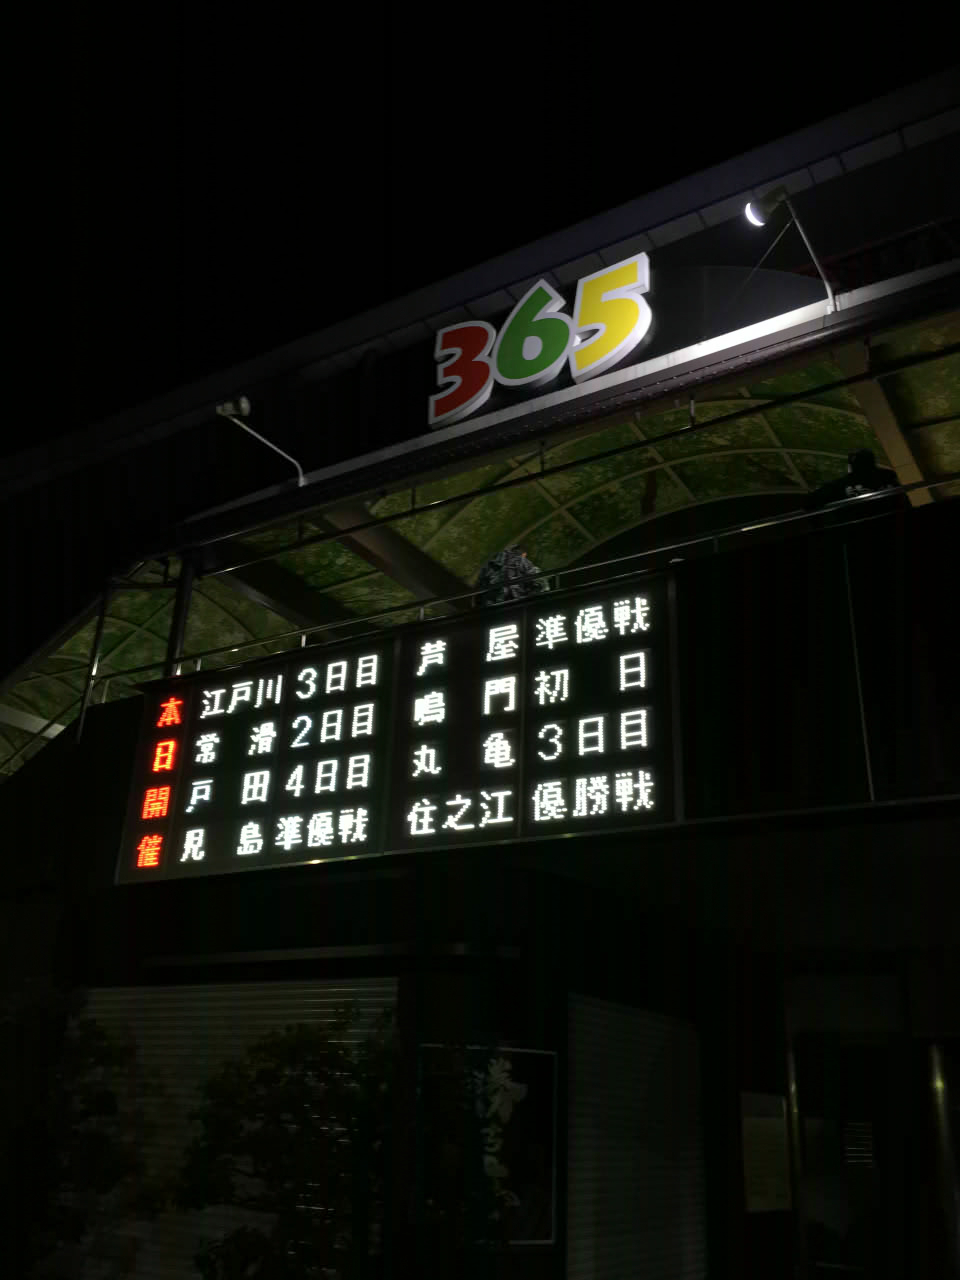 365
本日開催
江戸川 3日目
常滑 2日目
戸田 4日目
児島 準優戦
芦屋 準優戦
鳴門 初日
丸亀 3日目
住之江 優勝戦